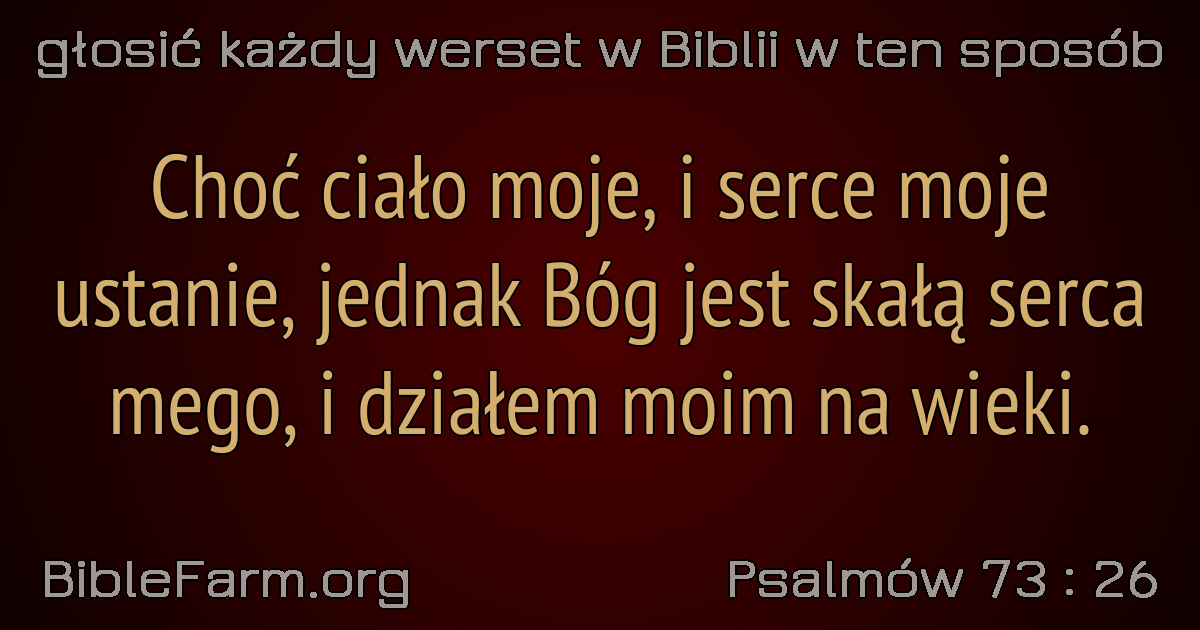 głosić każdy werset w Biblii w ten sposób
Choć ciało moje, i serce moje
ustanie, jednak Bóg jest skałą serca
mego, i działem moim na wieki.
BibleFarm.org
Psalmów 73 : 26